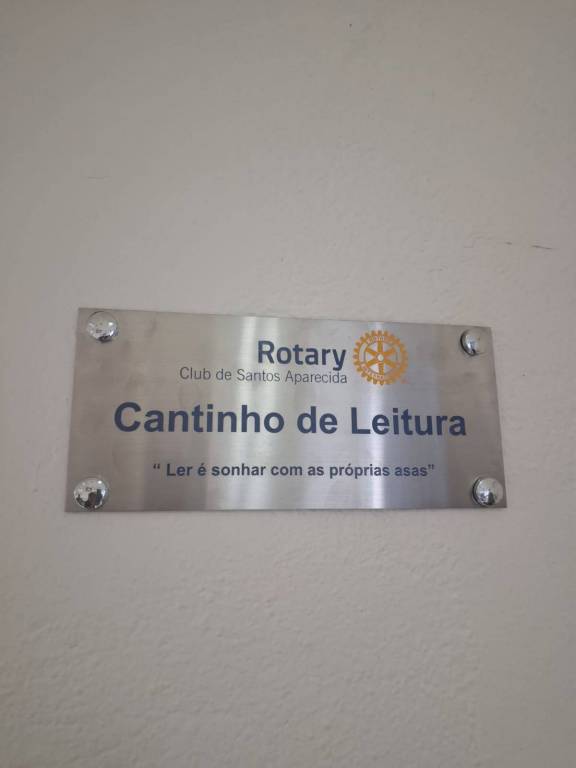 Rotary
Club de Santos Aparecida
Cantinho de Leitura
“ Ler é sonhar com as próprias asas”